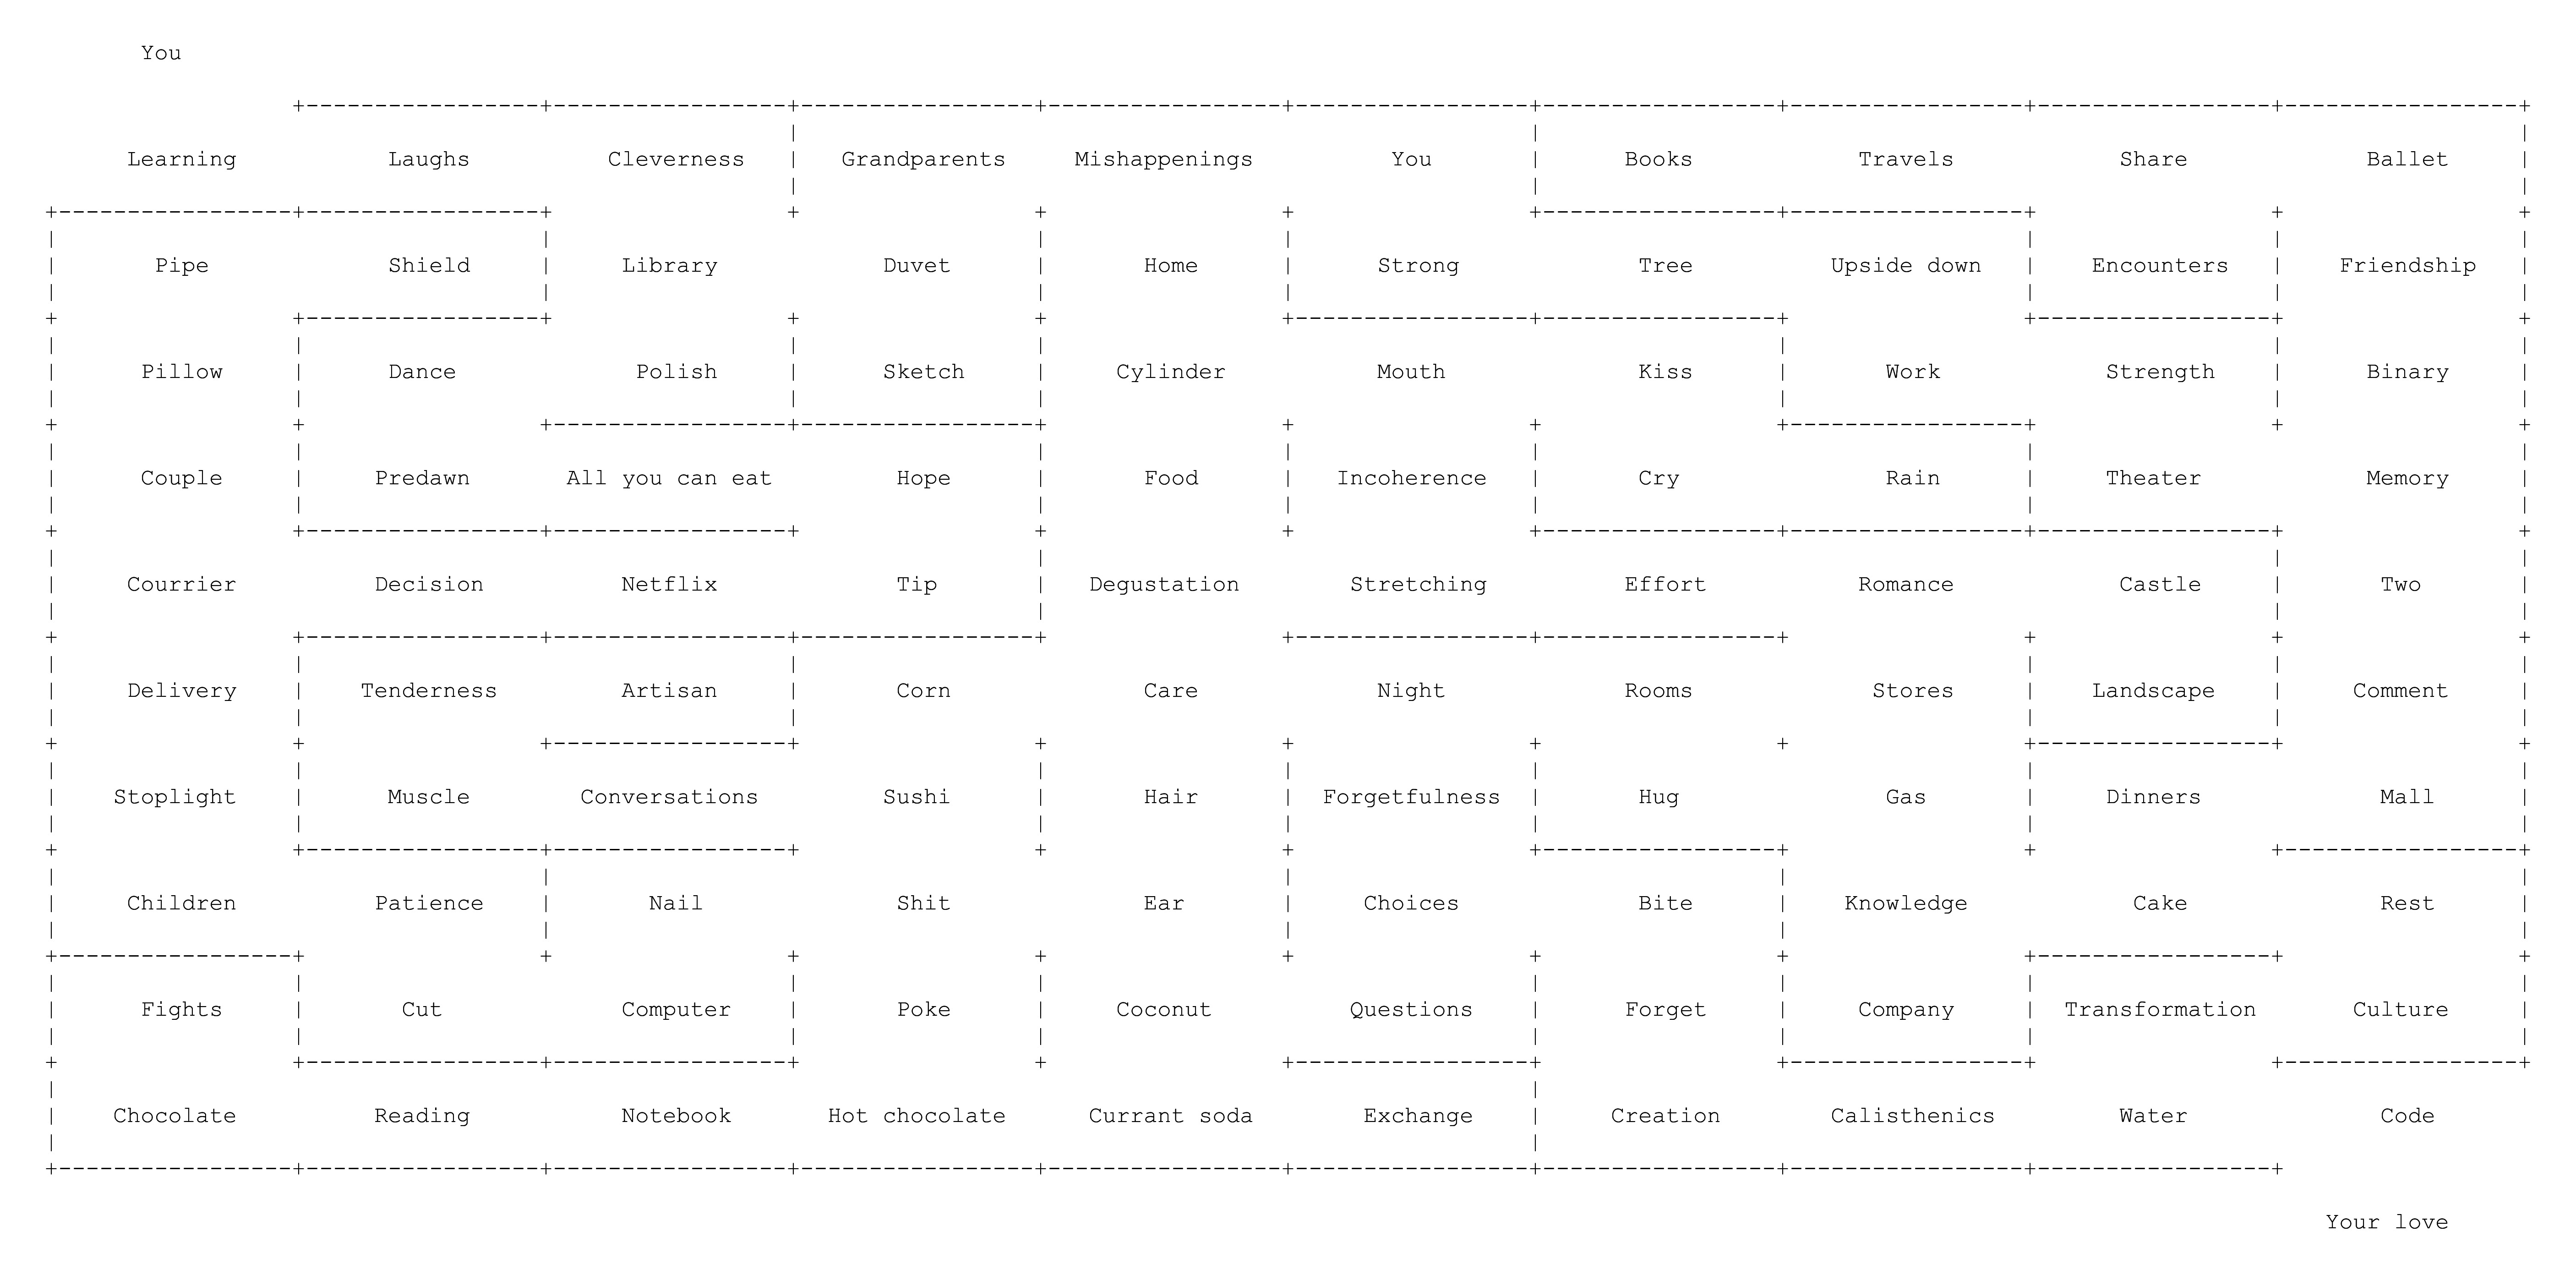 You
Learning Laughs Cleverness Grandparents Mishappenings You Books Travels Share Ballet
Pipe Shield Library Duvet Home Strong Tree Upside down Encounters Friendship
Pillow Dance Polish Sketch Cylinder Mouth Kiss Work Strength Binary
Couple Predawn All you can eat Hope Food Incoherence Cry Rain Theater Memory
Courrier Decision Netflix Tip Degustation Stretching Effort Romance Castle Two
Delivery Tenderness Artisan Corn Care Night Rooms Stores Landscape Comment
Stoplight Muscle Conversations Sushi Hair Forgetfulness Hug Gas Dinners Mall
Children Patience Nail Shit Ear Choices Bite Knowledge Cake Rest
Fights Cut Computer Poke Coconut Questions Forget Company Transformation Culture
Chocolate Reading Notebook Hot chocolate Currant soda Exchange Creation Calisthenics Water Code
Your love